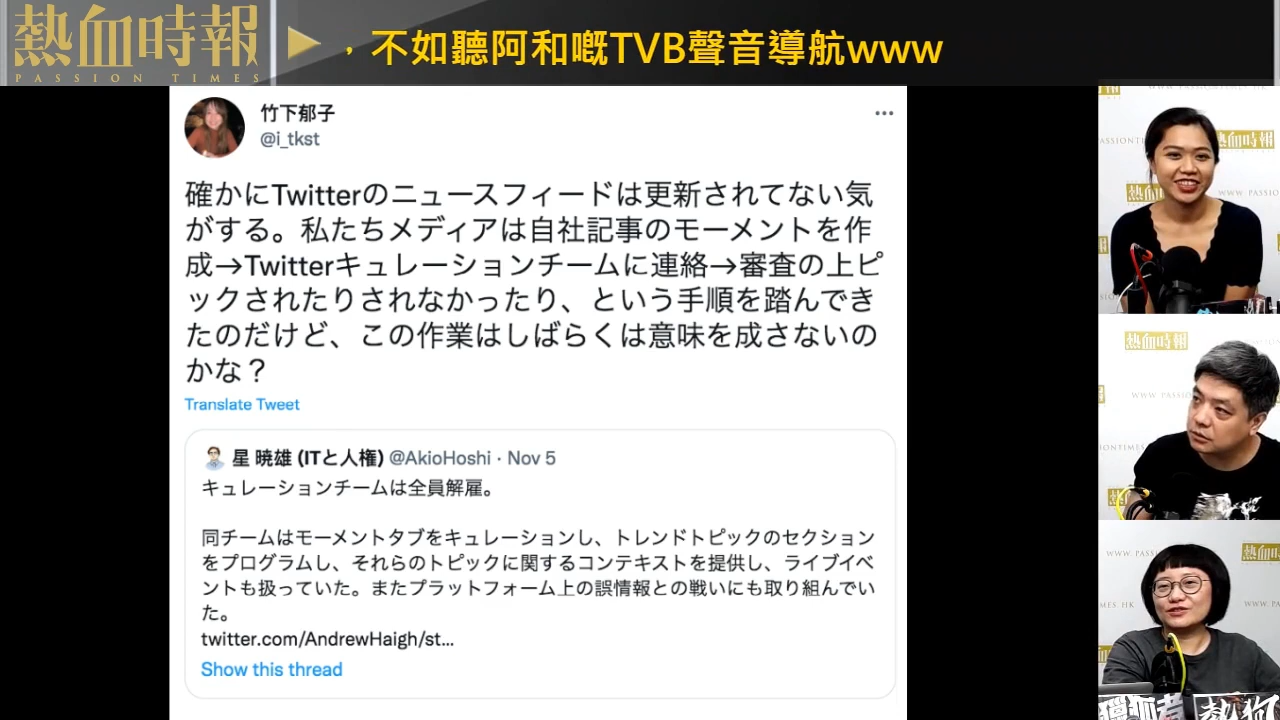 熱血時報
PASSION TIMES
，不如聽阿和嘅TVB聲音導航www
竹下郁子
@i_tkst
確かにTwitterのニュースフィードは更新されてない気
がする。私たちメディアは自社記事のモーメントを作
成→Twitterキュレーションチームに連絡→審査の上ピ
ックされたりされなかったり、という手順を踏んでき
たのだけど、この作業はしばらくは意味を成さないの
かな？
Translate Tweet
星 暁雄 (ITと人権) @AkioHoshi · Nov 5
キュレーションチームは全員解雇。
同チームはモーメントタブをキュレーションし、トレンドトピックのセクション
をプログラムし、それらのトピックに関するコンテキストを提供し、ライブイベ
ントも扱っていた。またプラットフォーム上の誤情報との戦いにも取り組んでい
た。
twitter.com/AndrewHaigh/st...
Show this thread
熱血時報
熱血時報